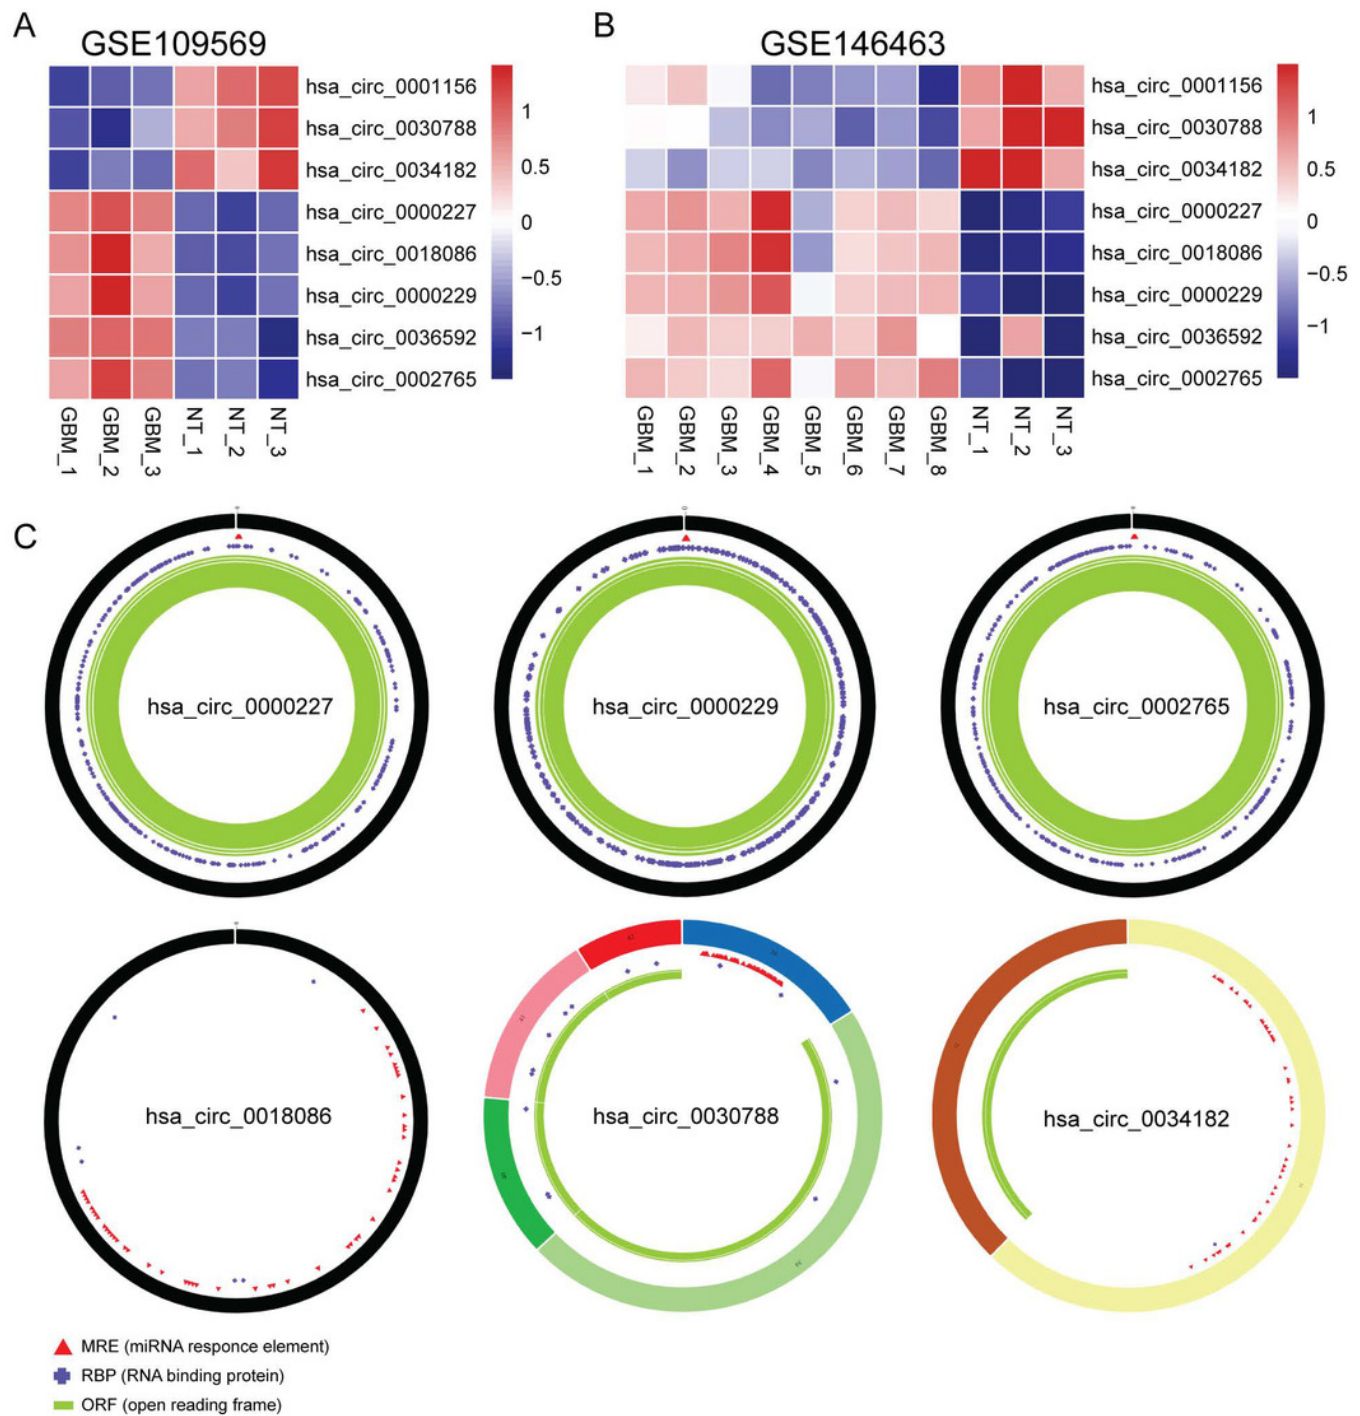 A
GSE109569
hsa_circ_0001156
hsa_circ_0030788
hsa_circ_0034182
hsa_circ_0000227
hsa_circ_0018086
hsa_circ_0000229
hsa_circ_0036592
hsa_circ_0002765
1
0.5
0
−0.5
−1
GBM_1
GBM_2
GBM_3
NT_1
NT_2
NT_3
B
GSE146463
hsa_circ_0001156
hsa_circ_0030788
hsa_circ_0034182
hsa_circ_0000227
hsa_circ_0018086
hsa_circ_0000229
hsa_circ_0036592
hsa_circ_0002765
1
0.5
0
−0.5
−1
GBM_1
GBM_2
GBM_3
GBM_4
GBM_5
GBM_6
GBM_7
GBM_8
NT_1
NT_2
NT_3
C
hsa_circ_0000227
hsa_circ_0000229
hsa_circ_0002765
hsa_circ_0018086
hsa_circ_0030788
hsa_circ_0034182
MRE (miRNA responce element)
RBP (RNA binding protein)
ORF (open reading frame)